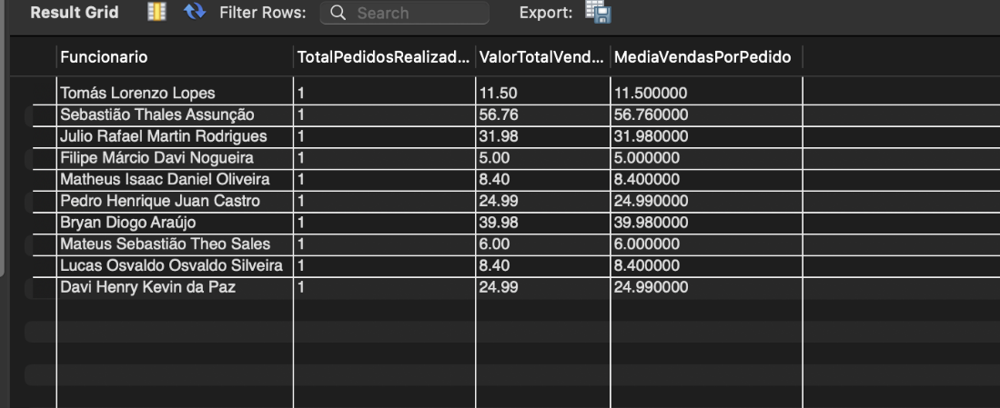 Result Grid Filter Rows: Search Export:
Funcionario TotalPedidosRealizad... ValorTotalVend... MediaVendasPorPedido
Tomás Lorenzo Lopes 1 11.50 11.500000
Sebastião Thales Assunção 1 56.76 56.760000
Julio Rafael Martin Rodrigues 1 31.98 31.980000
Filipe Márcio Davi Nogueira 1 5.00 5.000000
Matheus Isaac Daniel Oliveira 1 8.40 8.400000
Pedro Henrique Juan Castro 1 24.99 24.990000
Bryan Diogo Araújo 1 39.98 39.980000
Mateus Sebastião Theo Sales 1 6.00 6.000000
Lucas Osvaldo Osvaldo Silveira 1 8.40 8.400000
Davi Henry Kevin da Paz 1 24.99 24.990000